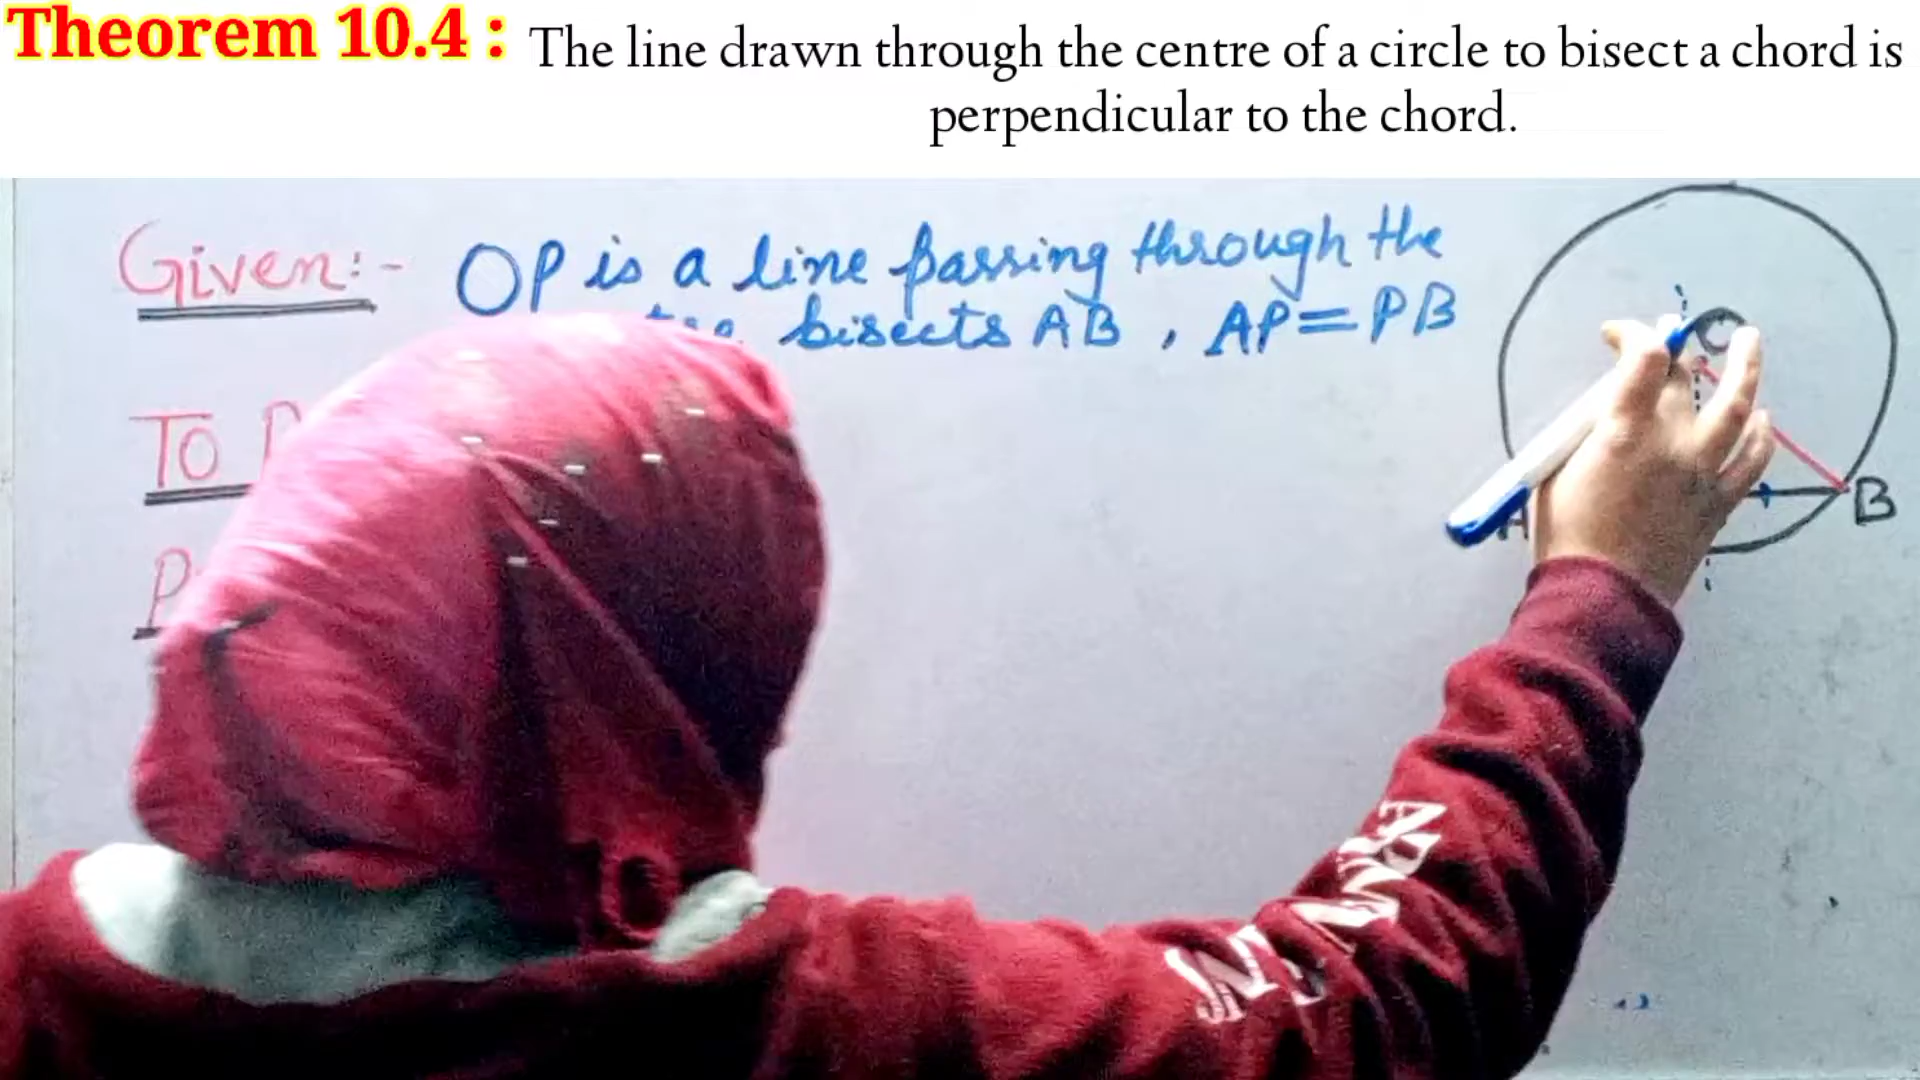 Theorem 10.4 : The line drawn through the centre of a circle to bisect a chord is
perpendicular to the chord.
Given:- OP is a line passing through the
bisects AB , AP=PB
To
O
A
B